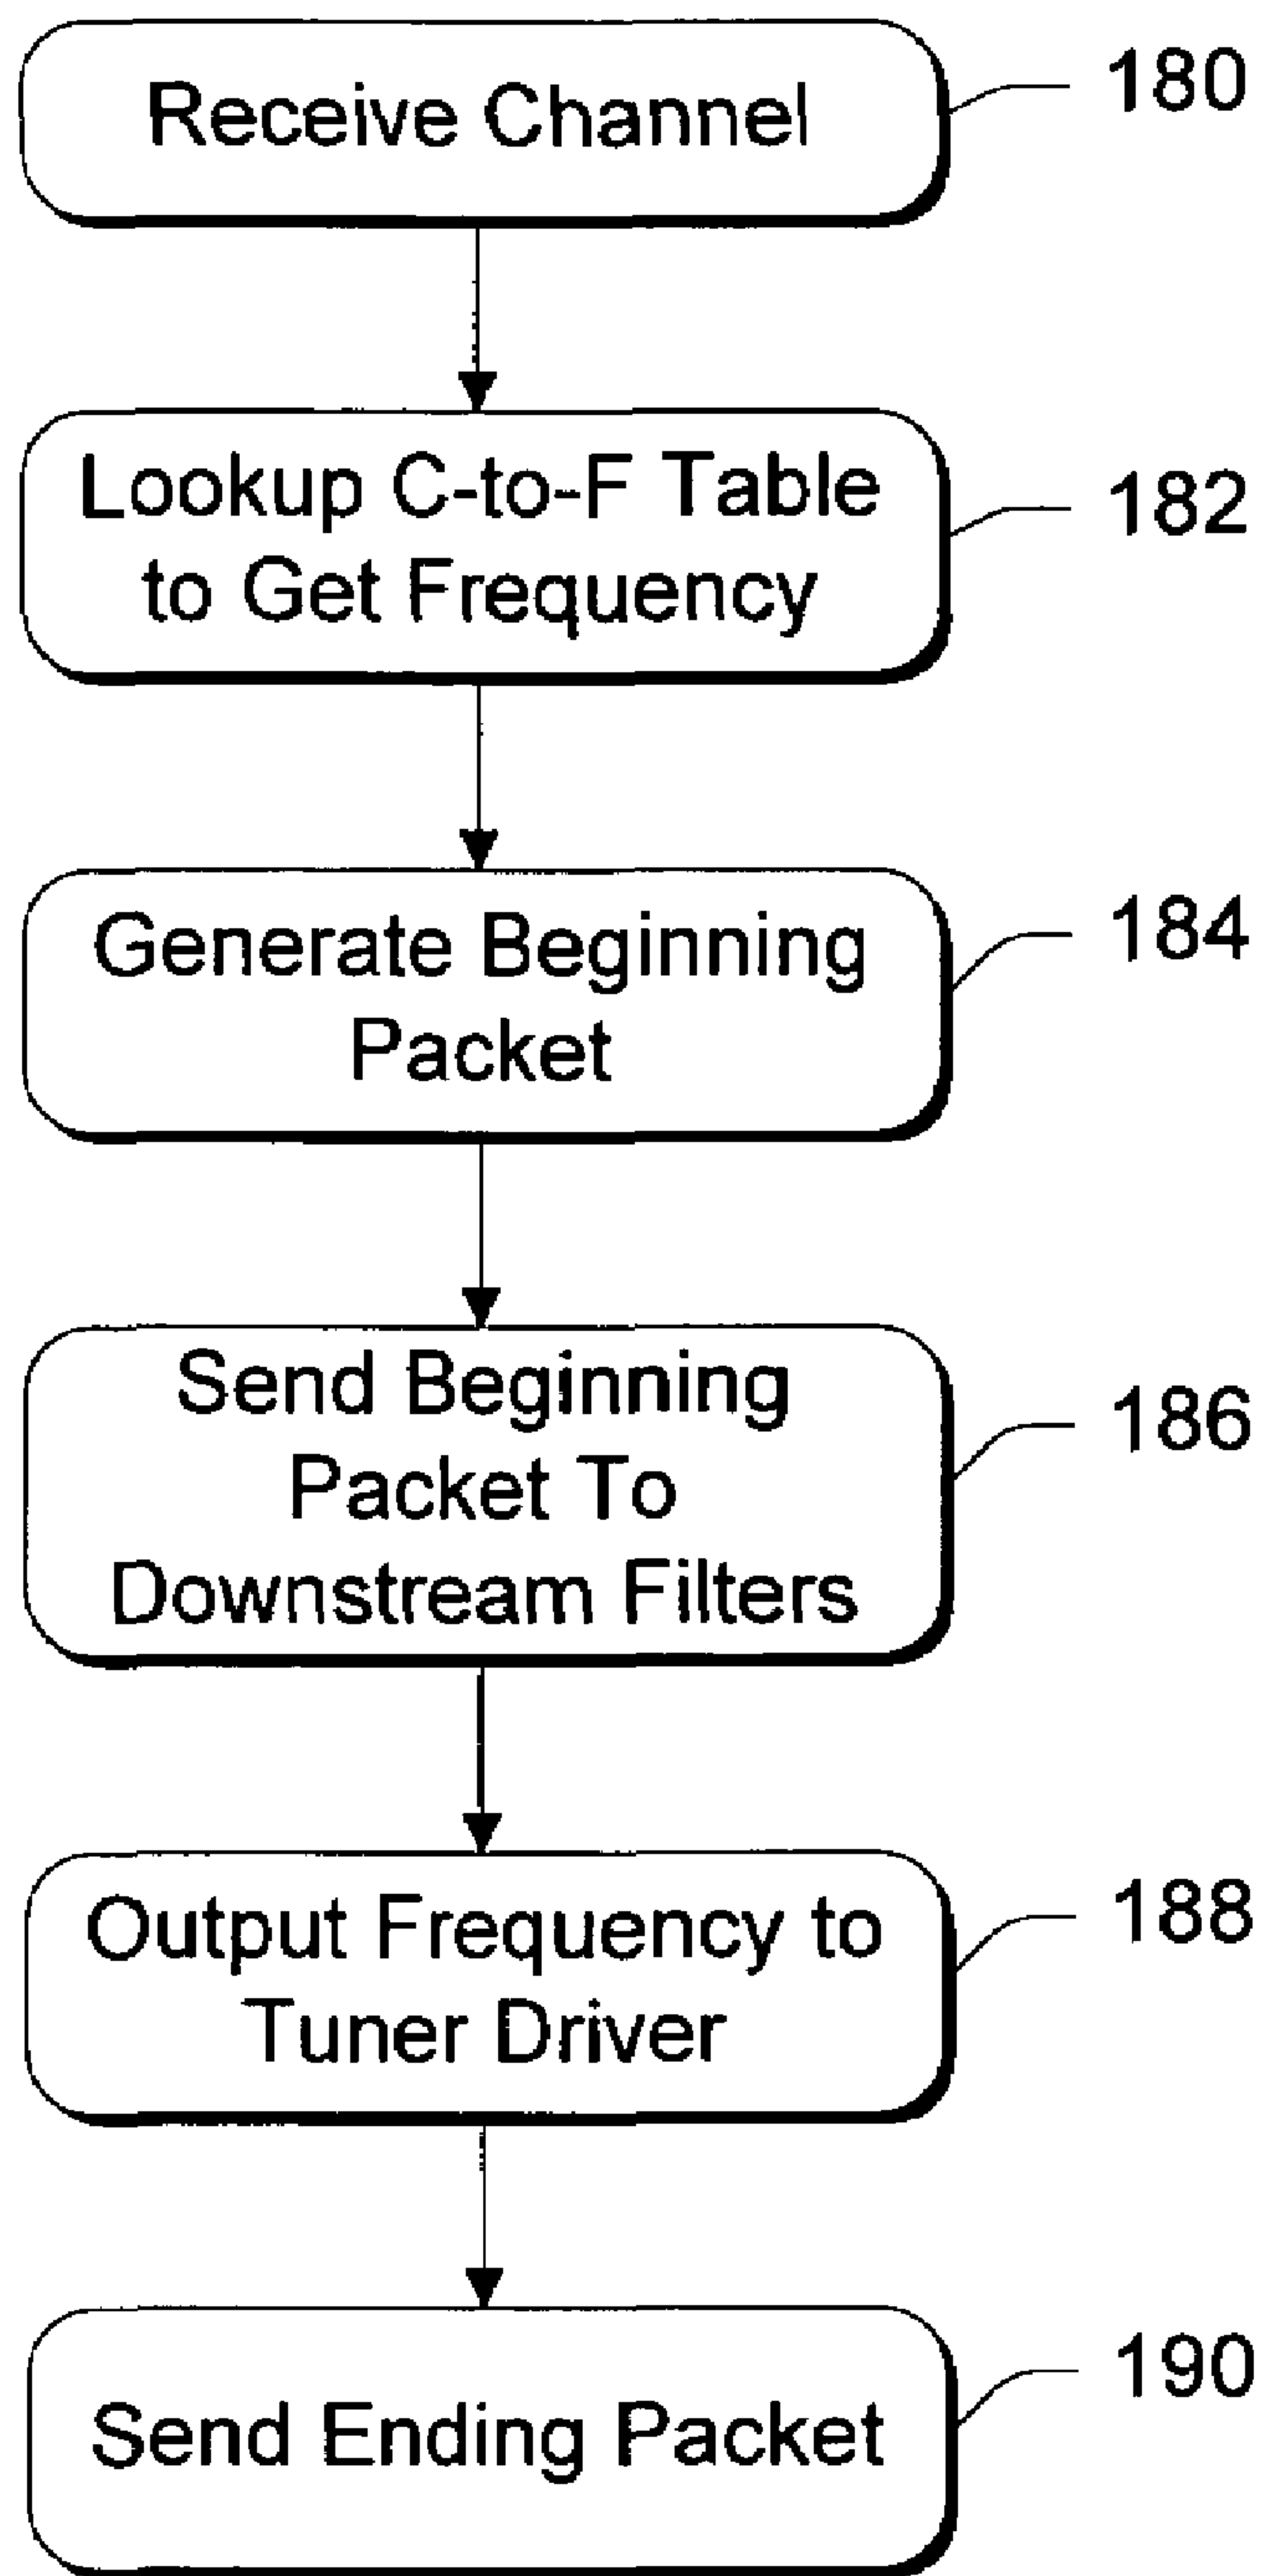 Receive Channel
180
Lookup C-to-F Table
to Get Frequency
182
Generate Beginning
Packet
184
Send Beginning
Packet To
Downstream Filters
186
Output Frequency to
Tuner Driver
188
Send Ending Packet
190